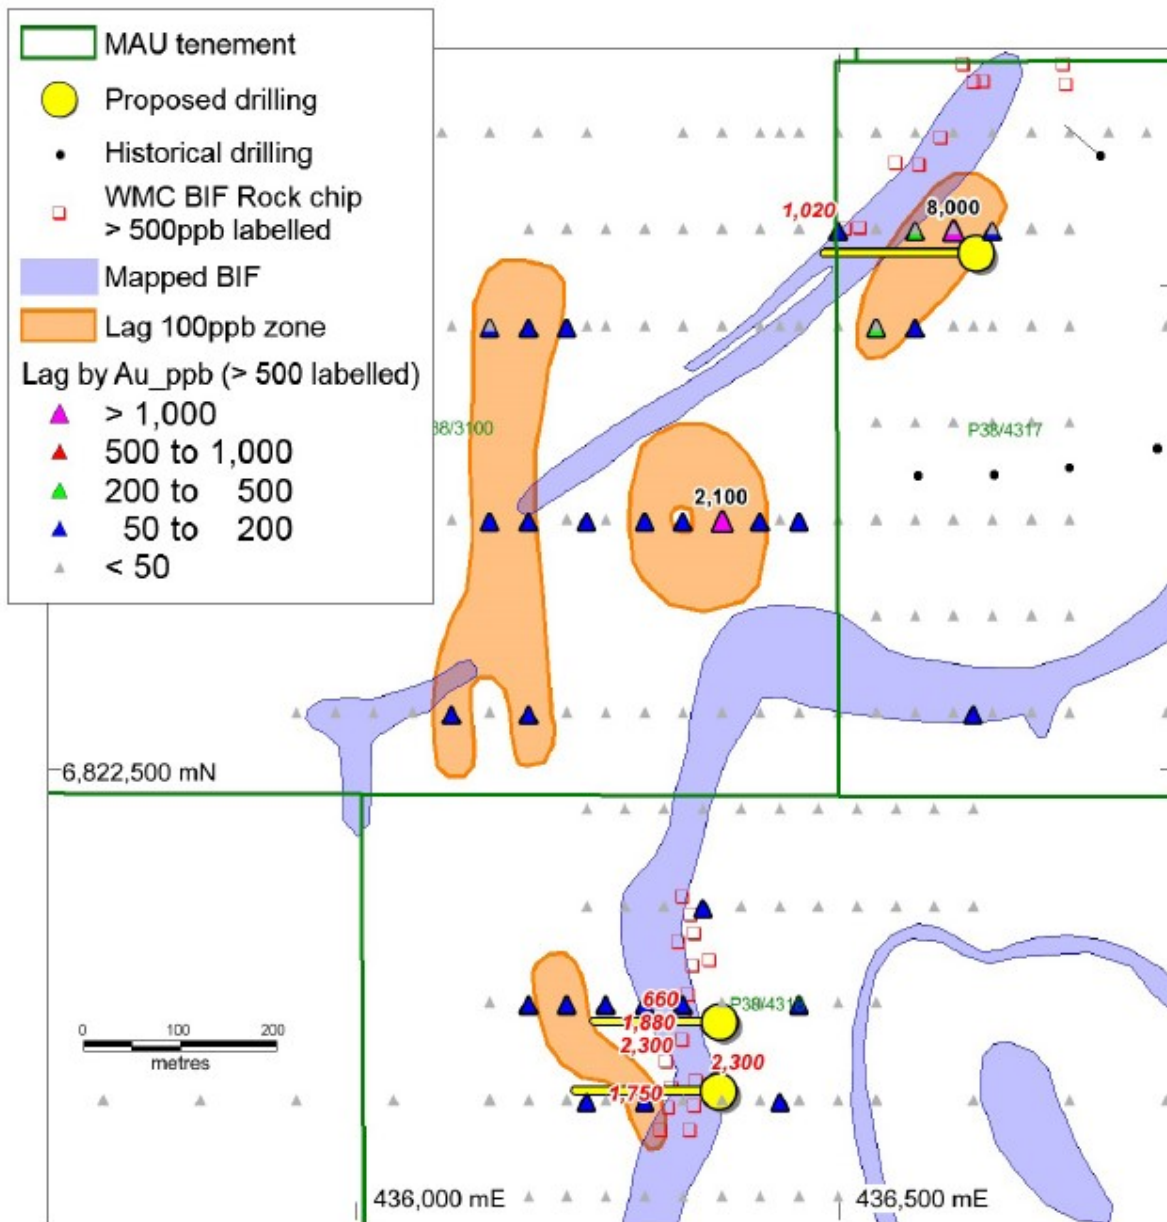 MAU tenement
Proposed drilling
Historical drilling
WMC BIF Rock chip
> 500ppb labelled
Mapped BIF
Lag 100ppb zone
Lag by Au_ppb (> 500 labelled)
> 1,000
500 to 1,000
200 to 500
50 to 200
< 50
1,020
8,000
38/3100
P38/4317
2,100
6,822,500 mN
660
1,880
2,300
2,300
1,750
0 100 200
metres
436,000 mE
436,500 mE